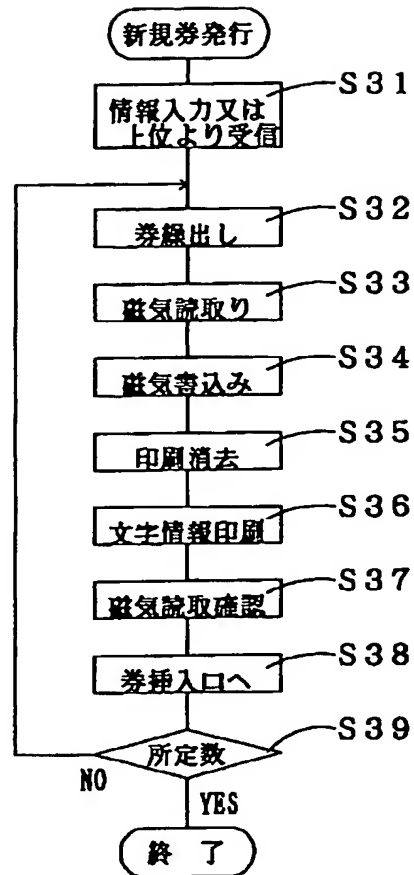 新規券発行
S31
情報入力又は
上位より受信
S32
券繰出し
S33
磁気読取り
S34
磁気書込み
S35
印刷消去
S36
文字情報印刷
S37
磁気読取確認
S38
券挿入口へ
S39
所定数
NO
YES
終 了